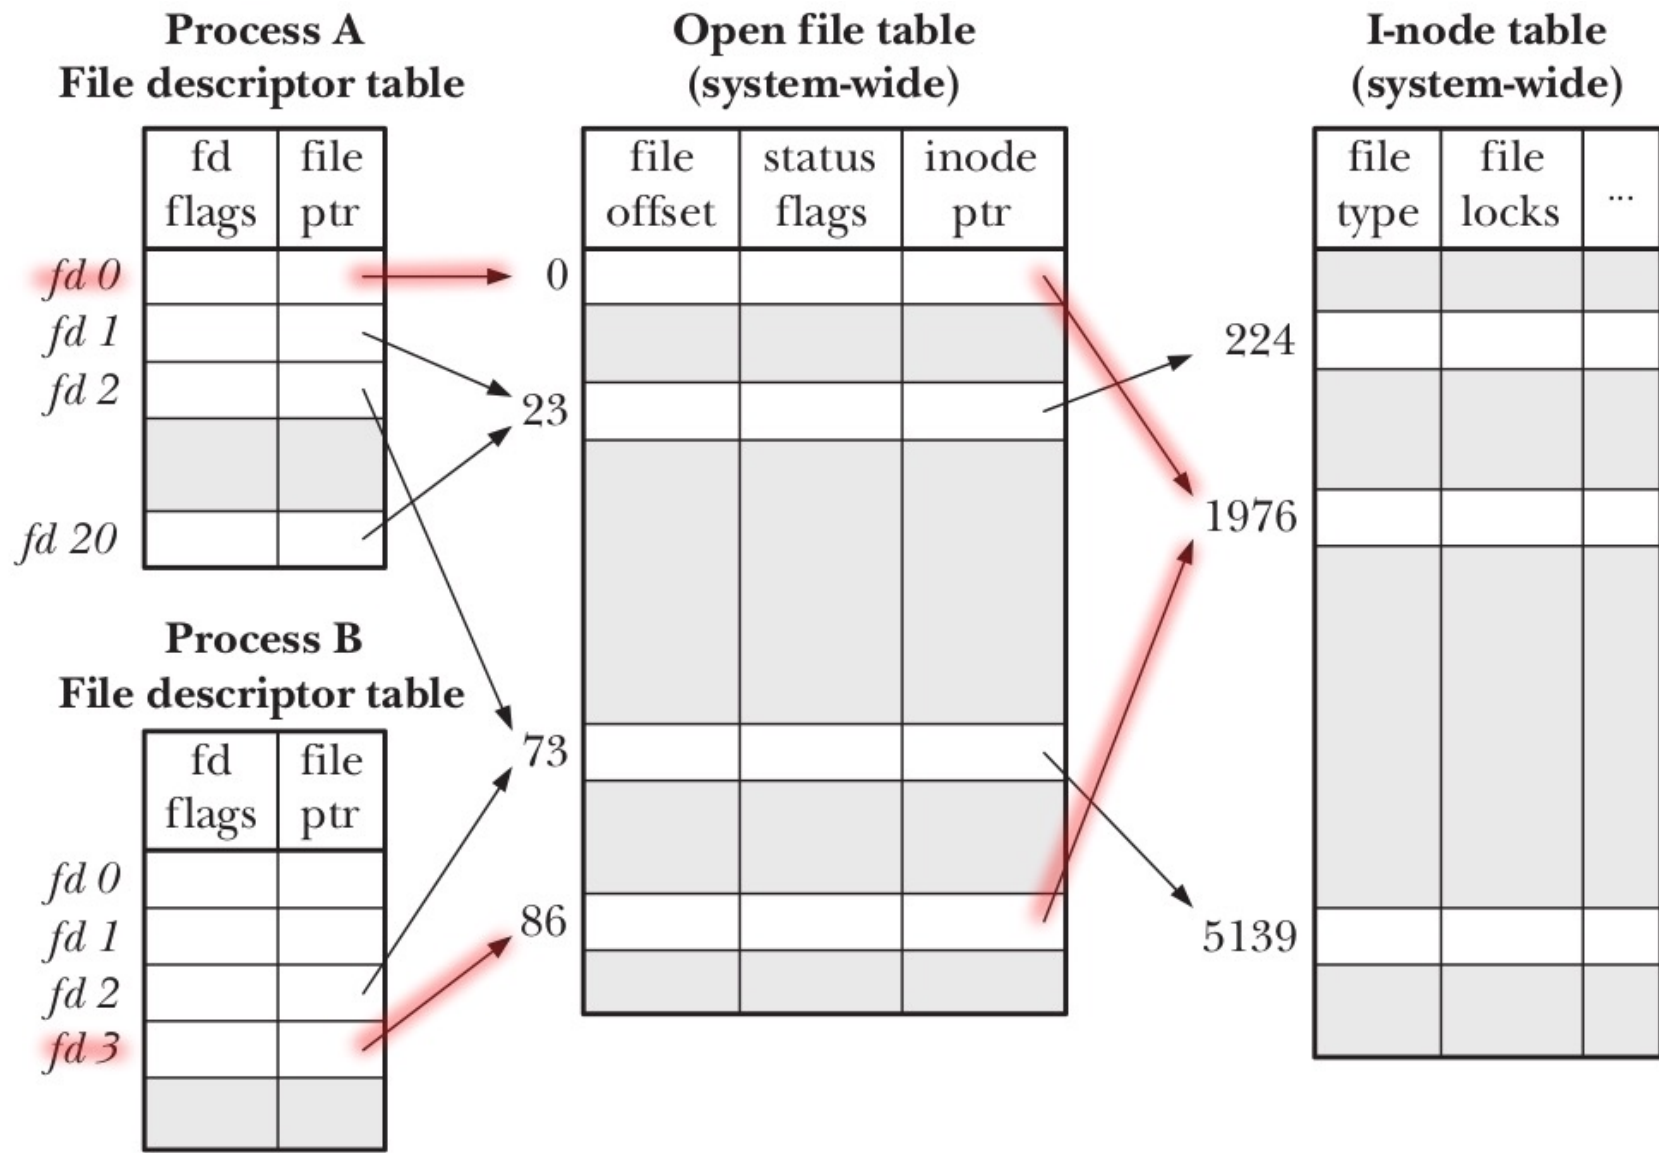 Process A
File descriptor table
fd
flags
file
ptr
fd 0
fd 1
fd 2
fd 20
Process B
File descriptor table
fd
flags
file
ptr
fd 0
fd 1
fd 2
fd 3
Open file table
(system-wide)
file
offset
status
flags
inode
ptr
0
23
73
86
I-node table
(system-wide)
file
type
file
locks
...
224
1976
5139